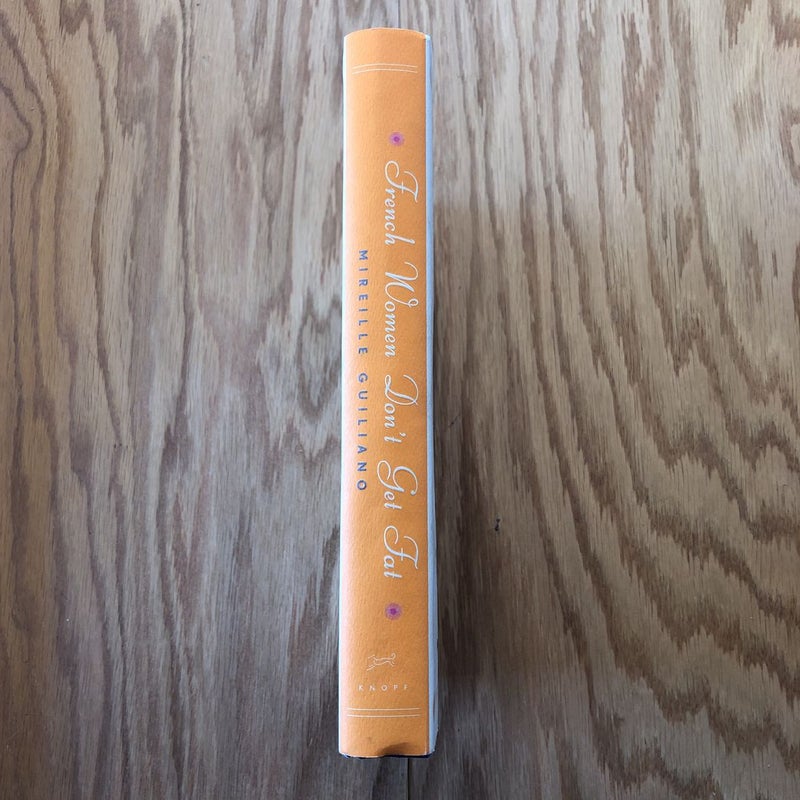 French Women Don't Get Fat
MIREILLE GUILIANO
KNOPF